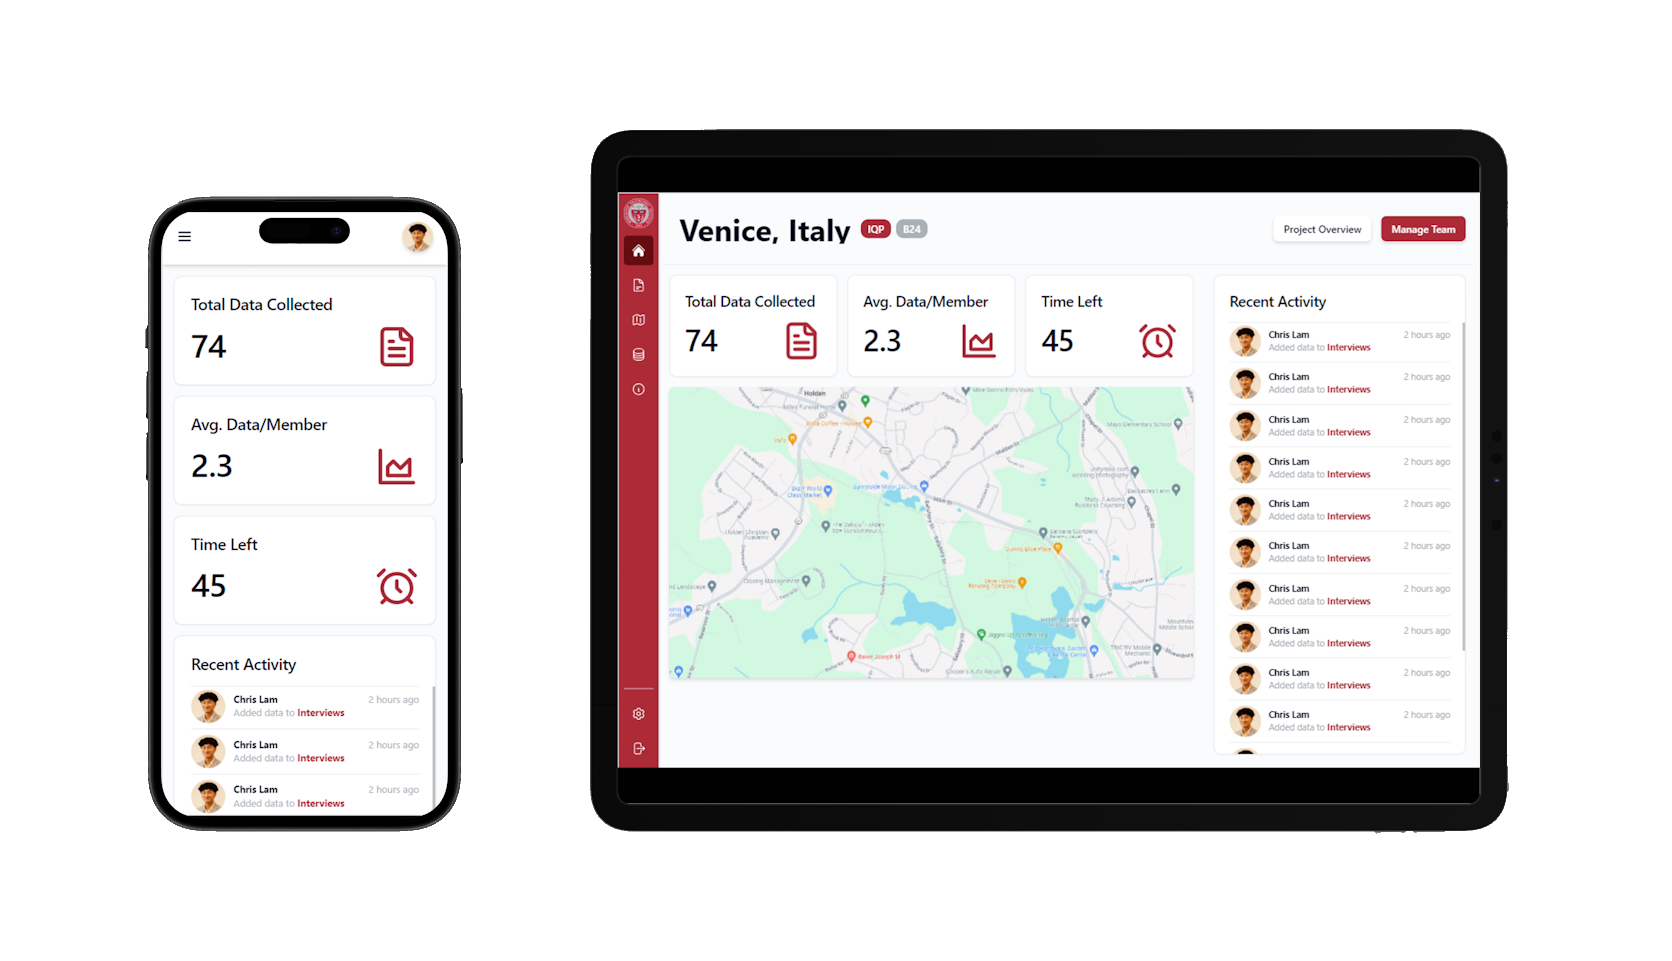 Total Data Collected
74
Avg. Data/Member
2.3
Time Left
45
Recent Activity
Chris Lam 2 hours ago
Added data to Interviews
Chris Lam 2 hours ago
Added data to Interviews
Chris Lam 2 hours ago
Added data to Interviews
Venice, Italy IQP B24
Project Overview Manage Team
Total Data Collected
74
Avg. Data/Member
2.3
Time Left
45
Holden
Mayo Elementary School
Class Market
Academy
Baker Joseph M
Recent Activity
Chris Lam 2 hours ago
Added data to Interviews
Chris Lam 2 hours ago
Added data to Interviews
Chris Lam 2 hours ago
Added data to Interviews
Chris Lam 2 hours ago
Added data to Interviews
Chris Lam 2 hours ago
Added data to Interviews
Chris Lam 2 hours ago
Added data to Interviews
Chris Lam 2 hours ago
Added data to Interviews
Chris Lam 2 hours ago
Added data to Interviews
Chris Lam 2 hours ago
Added data to Interviews
Chris Lam 2 hours ago
Added data to Interviews